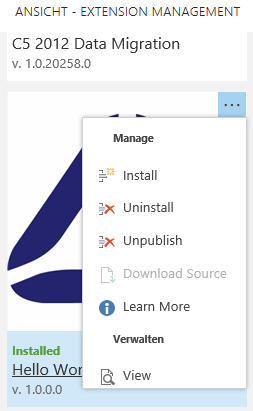 ANSICHT - EXTENSION MANAGEMENT
C5 2012 Data Migration
v. 1.0.20258.0
Manage
Install
Uninstall
Unpublish
Download Source
Learn More
Verwalten
View
Installed
Hello
v. 1.0.0.0